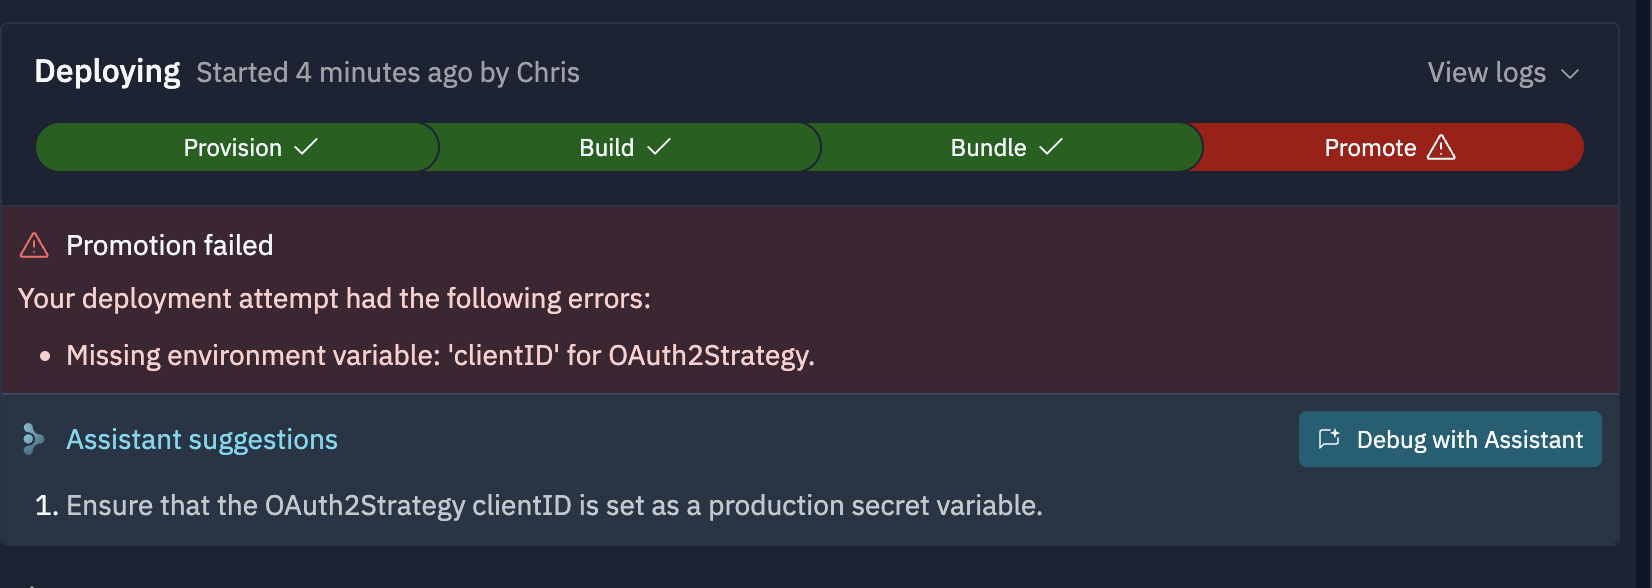 Deploying Started 4 minutes ago by Chris View logs
Provision Build Bundle Promote
Promotion failed
Your deployment attempt had the following errors:
• Missing environment variable: 'clientID' for OAuth2Strategy.
Assistant suggestions Debug with Assistant
1. Ensure that the OAuth2Strategy clientID is set as a production secret variable.